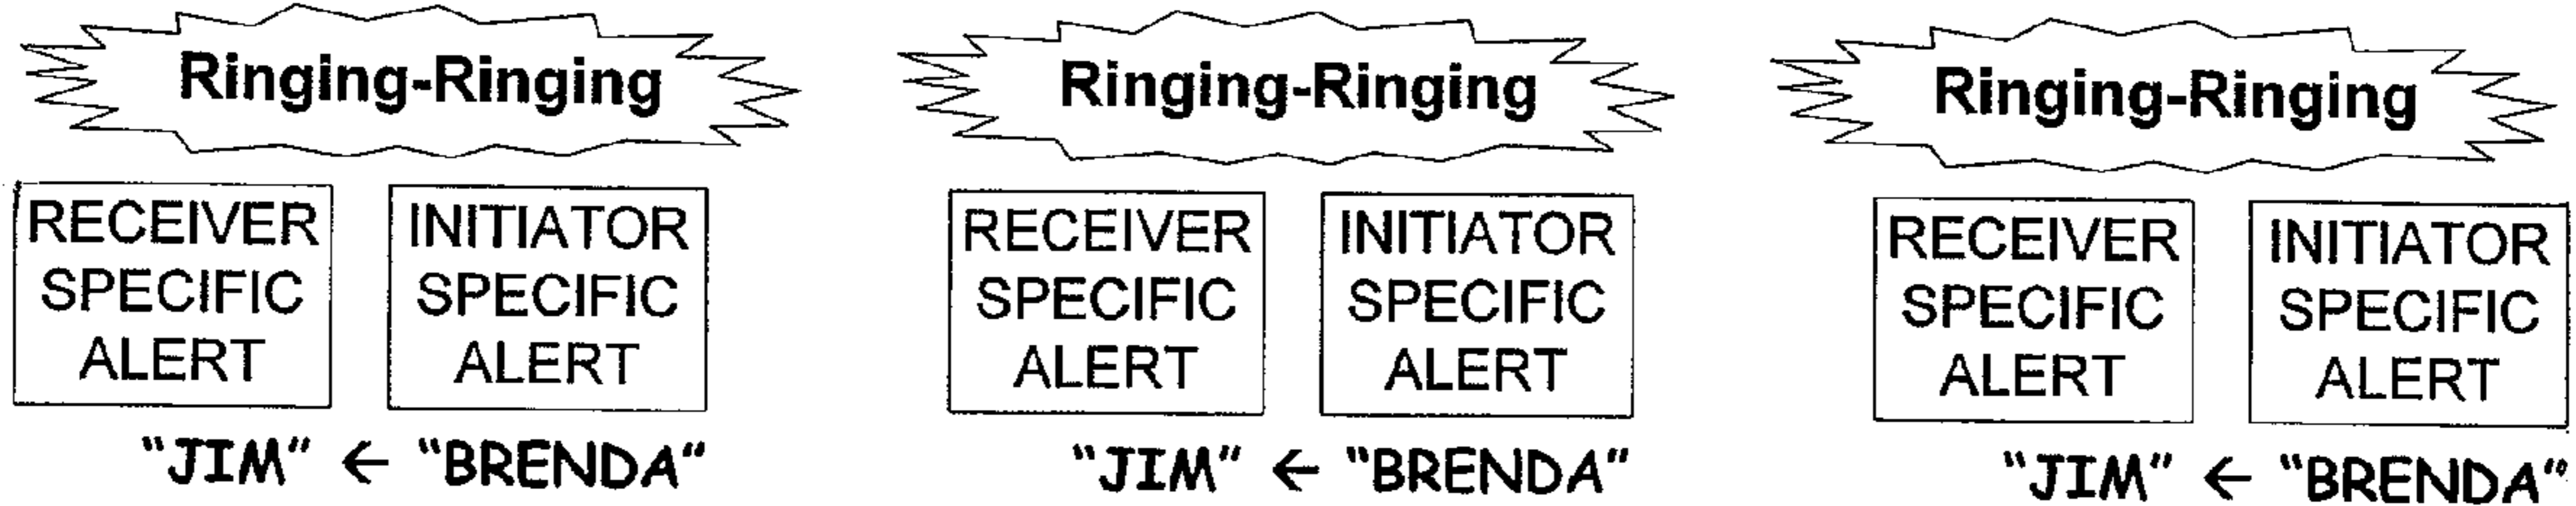 Ringing-Ringing
RECEIVER
SPECIFIC
ALERT
INITIATOR
SPECIFIC
ALERT
"JIM" ← "BRENDA"
Ringing-Ringing
RECEIVER
SPECIFIC
ALERT
INITIATOR
SPECIFIC
ALERT
"JIM" ← "BRENDA"
Ringing-Ringing
RECEIVER
SPECIFIC
ALERT
INITIATOR
SPECIFIC
ALERT
"JIM" ← "BRENDA"